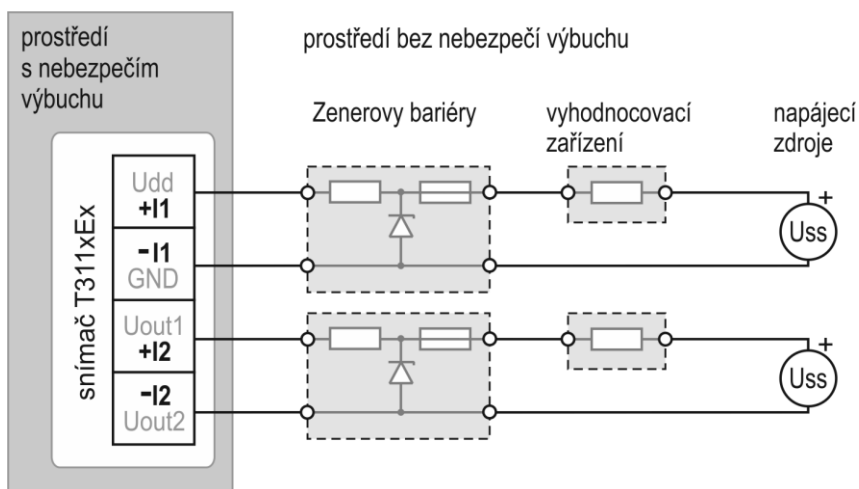 prostředí
s nebezpečím
výbuchu
prostředí bez nebezpečí výbuchu
Zenerovy bariéry
vyhodnocovací
zařízení
napájecí
zdroje
snímač T311xEx
Udd
+I1
-I1
GND
Uout1
+I2
-I2
Uout2
+
Uss
+
Uss